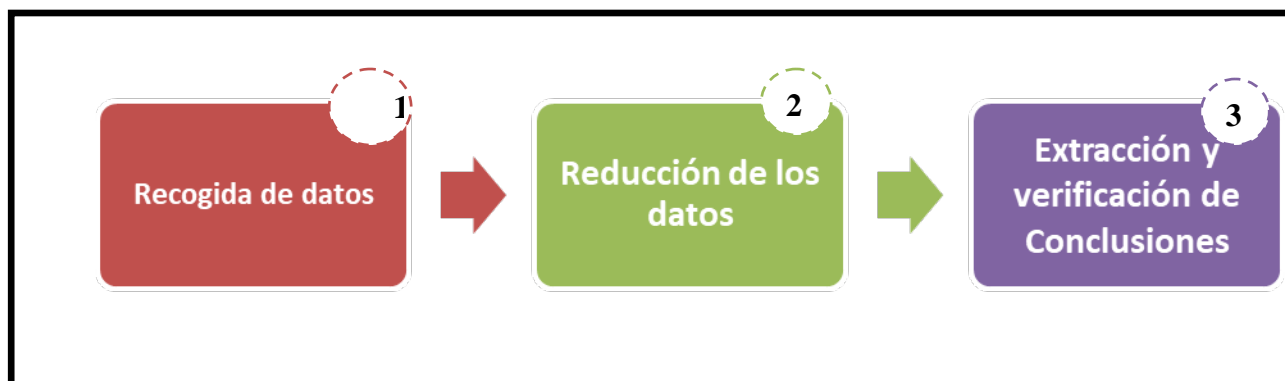 1
Recogida de datos
2
Reducción de los
datos
3
Extracción y
verificación de
Conclusiones